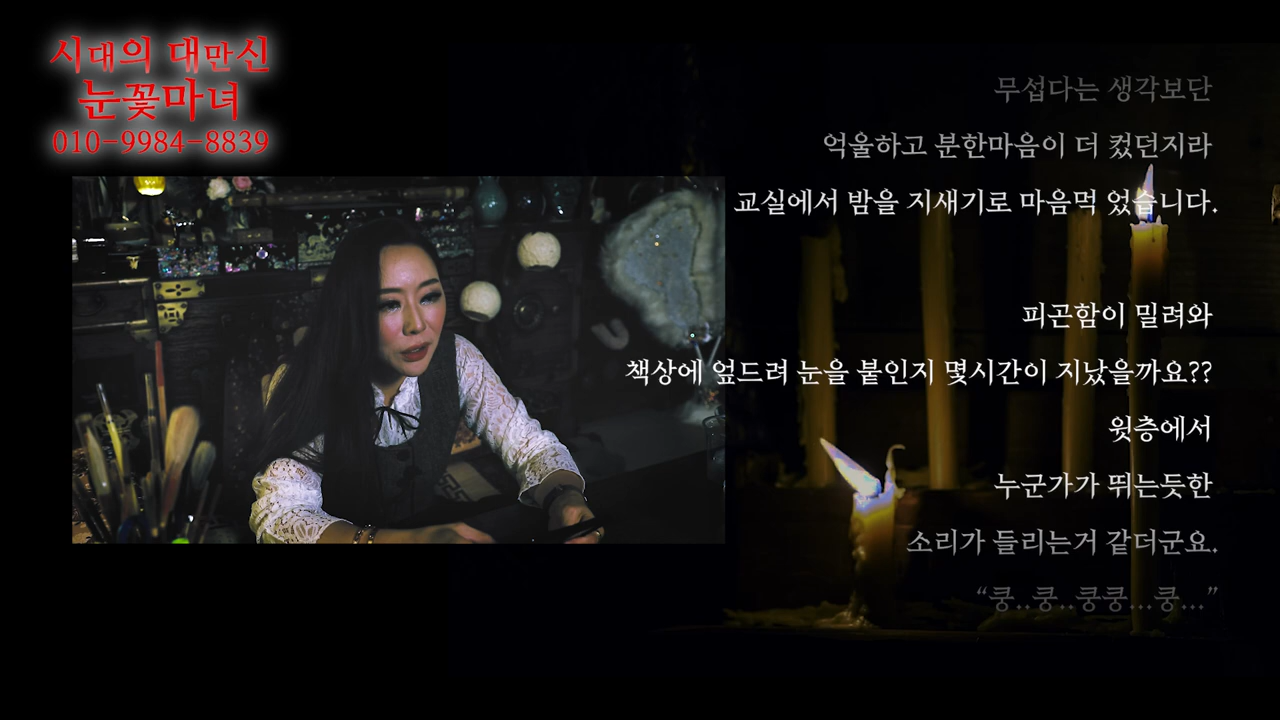 시대의 대만신
눈꽃마녀
010-9984-8839
무섭다는 생각보단
억울하고 분한마음이 더 컸던지라
교실에서 밤을 지새기로 마음먹 었습니다.
피곤함이 밀려와
책상에 엎드려 눈을 붙인지 몇시간이 지났을까요??
윗층에서
누군가가 뛰는듯한
소리가 들리는거 같더군요.
“쿵..쿵..쿵쿵...쿵...”